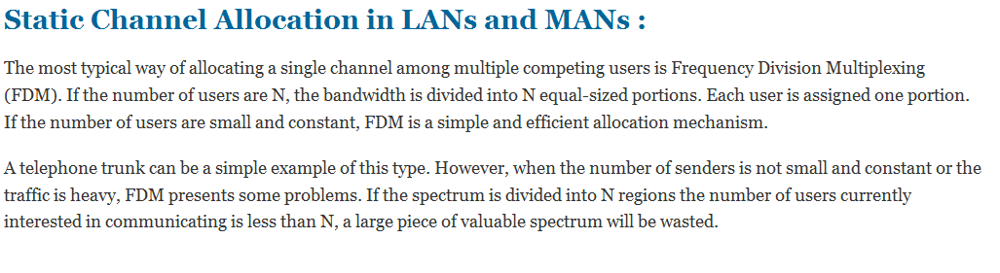 Static Channel Allocation in LANs and MANs :
The most typical way of allocating a single channel among multiple competing users is Frequency Division Multiplexing
(FDM). If the number of users are N, the bandwidth is divided into N equal-sized portions. Each user is assigned one portion.
If the number of users are small and constant, FDM is a simple and efficient allocation mechanism.
A telephone trunk can be a simple example of this type. However, when the number of senders is not small and constant or the
traffic is heavy, FDM presents some problems. If the spectrum is divided into N regions the number of users currently
interested in communicating is less than N, a large piece of valuable spectrum will be wasted.